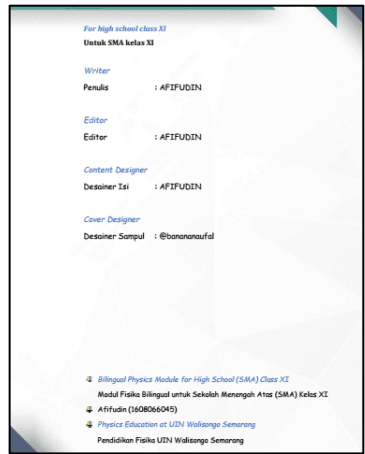 For high school class XI
Untuk SMA kelas XI
Writer
Penulis : AFIFUDIN
Editor
Editor : AFIFUDIN
Content Designer
Desainer Isi : AFIFUDIN
Cover Designer
Desainer Sampul : @banananaufal
Bilingual Physics Module for High School (SMA) Class XI
Modul Fisika Bilingual untuk Sekolah Menengah Atas (SMA) Kelas XI
Afifudin (1608066045)
Physics Education at UIN Walisongo Semarang
Pendidikan Fisika UIN Walisongo Semarang